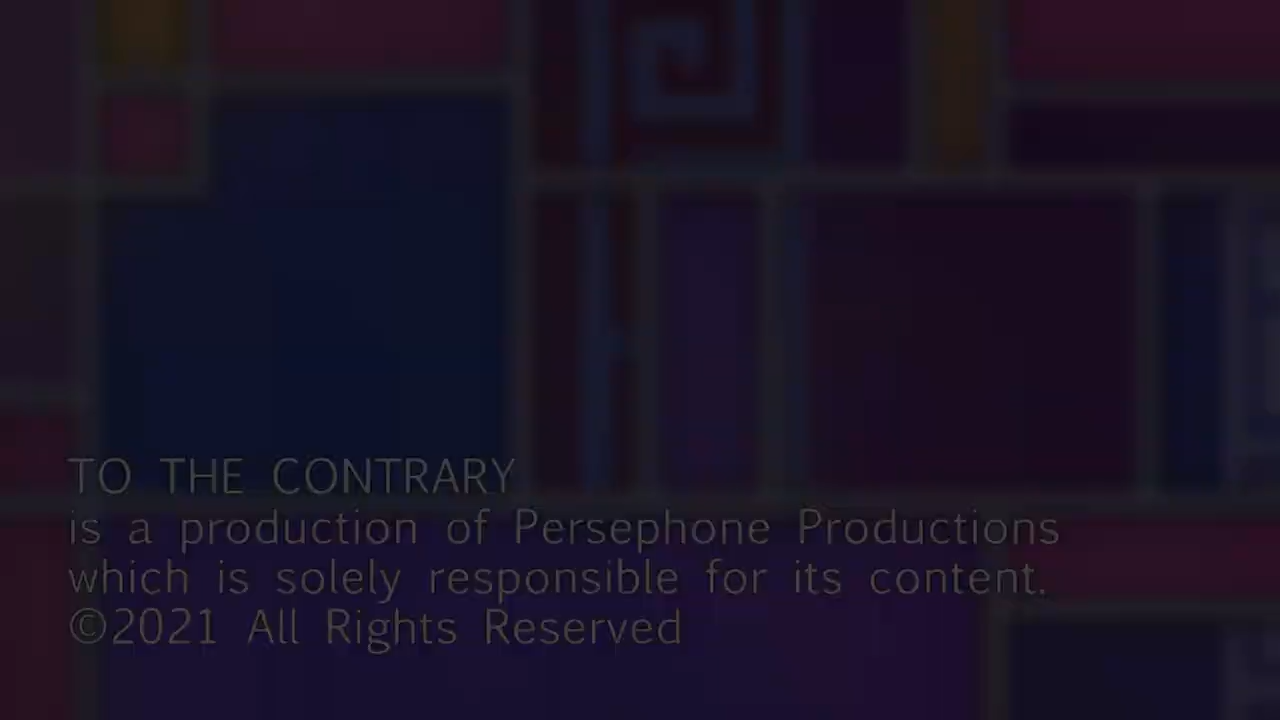 TO THE CONTRARY
is a production of Persephone Productions
which is solely responsible for its content.
©2021 All Rights Reserved